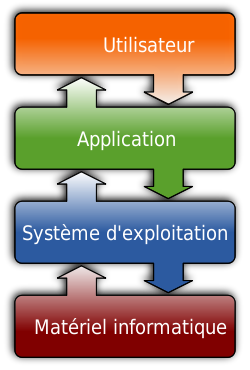 Utilisateur
Application
Système d'exploitation
Matériel informatique